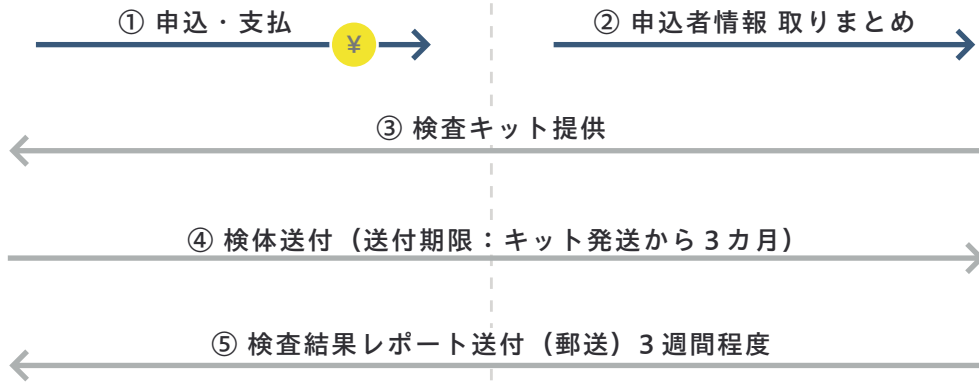 ① 申込・支払
¥
② 申込者情報 取りまとめ
③ 検査キット提供
④ 検体送付（送付期限：キット発送から３カ月）
⑤ 検査結果レポート送付（郵送）３週間程度